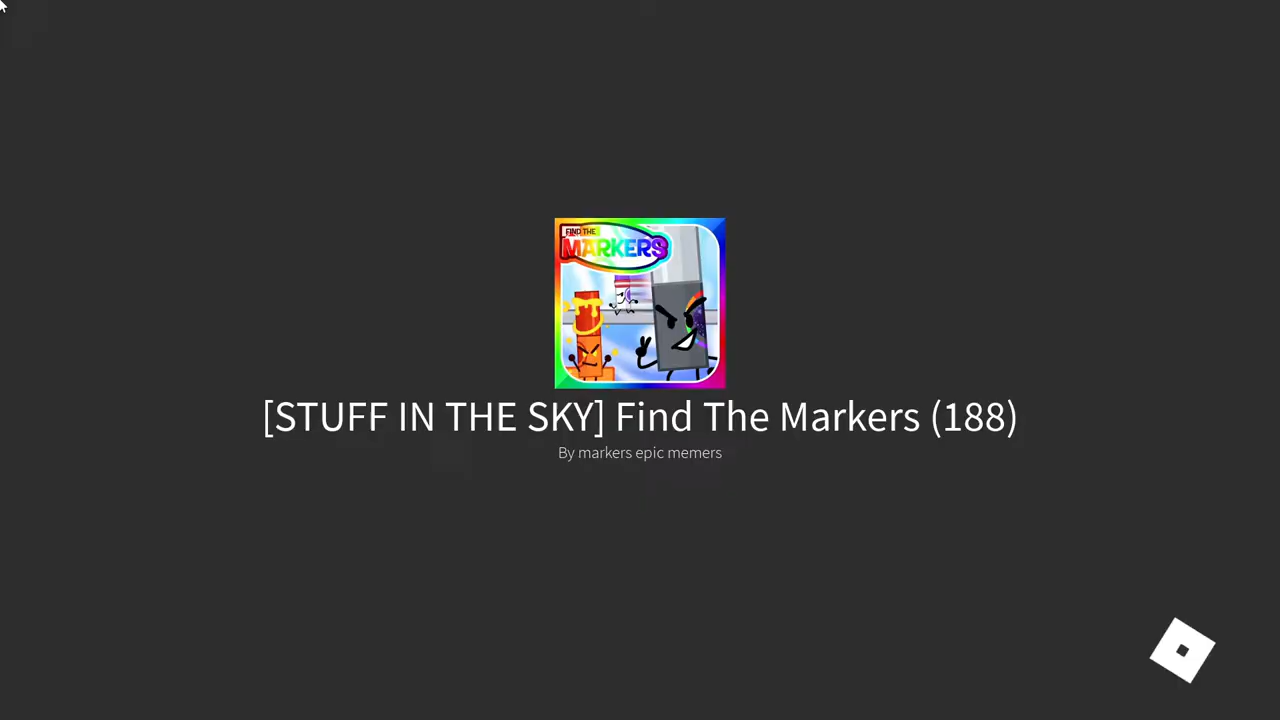 FIND THE
MARKERS
[STUFF IN THE SKY] Find The Markers (188)
By markers epic memers